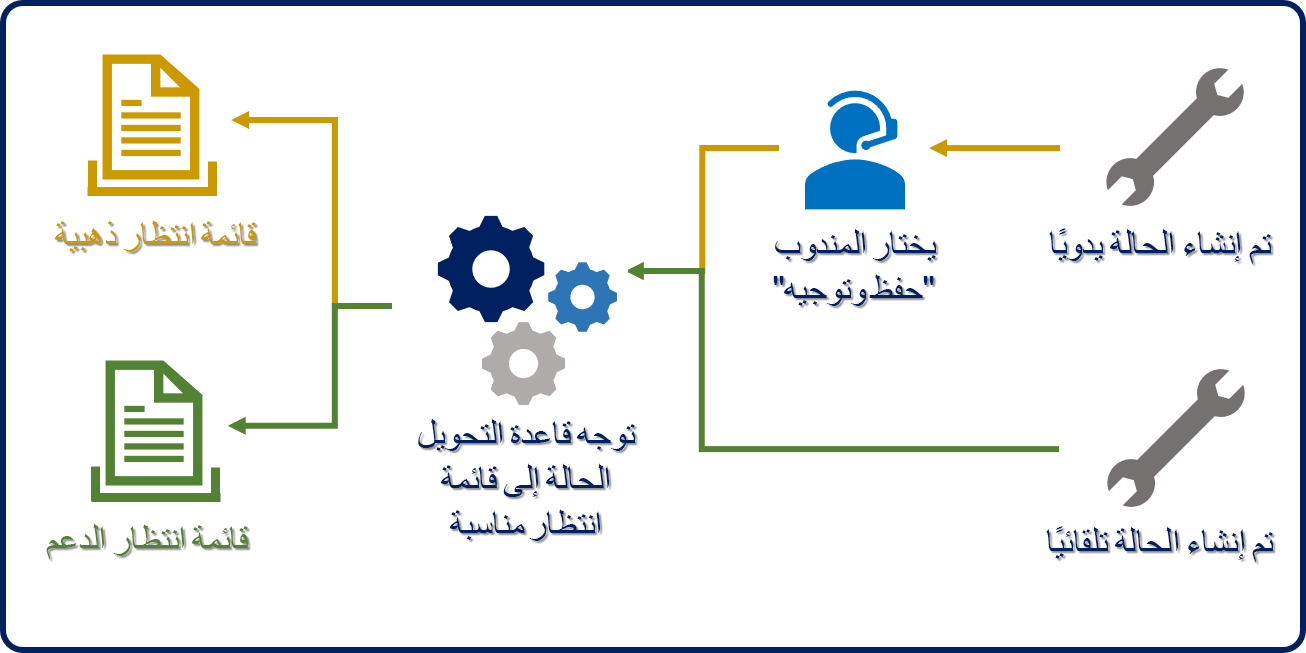 تم إنشاء الحالة يدويًا
يختار المندوب
"حفظ وتوجيه"
تم إنشاء الحالة تلقائيًا
توجه قاعدة التحويل
الحالة إلى قائمة
انتظار مناسبة
قائمة انتظار ذهبية
قائمة انتظار الدعم